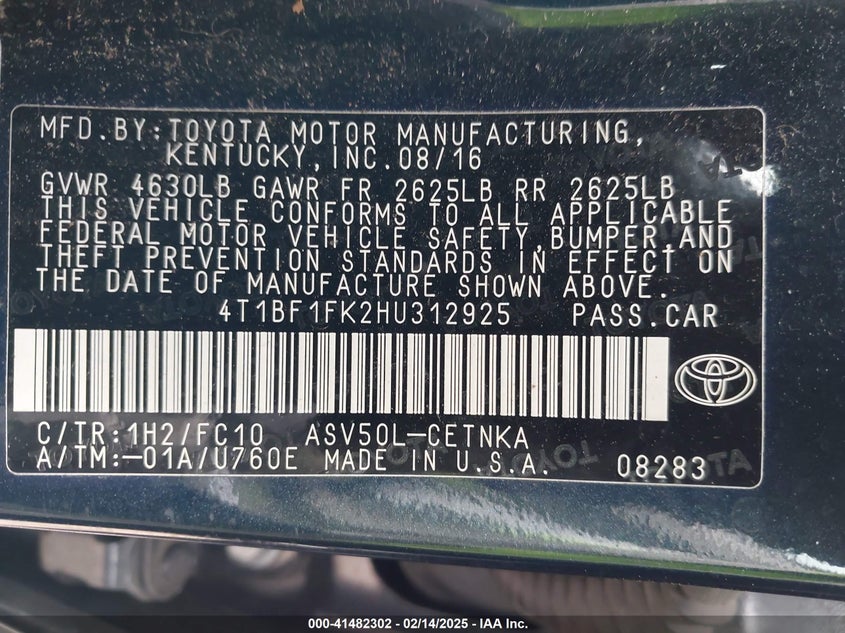 MFD.BY:TOYOTA MOTOR MANUFACTURING,
KENTUCKY,INC.08/16
GVWR 4630LB GAWR FR 2625LB RR 2625LB
THIS VEHICLE CONFORMS TO ALL APPLICABLE
FEDERAL MOTOR VEHICLE SAFETY,BUMPER,AND
THEFT PREVENTION STANDARDS IN EFFECT ON
THE DATE OF MANUFACTURE SHOWN ABOVE.
4T1BF1FK2HU312925 PASS.CAR
C/TR:1H2/FC10 ASV50L-CETNKA
A/TM:-01A/U760E MADE IN U.S.A. 08283
000-41482302 - 02/14/2025 - IAA Inc.